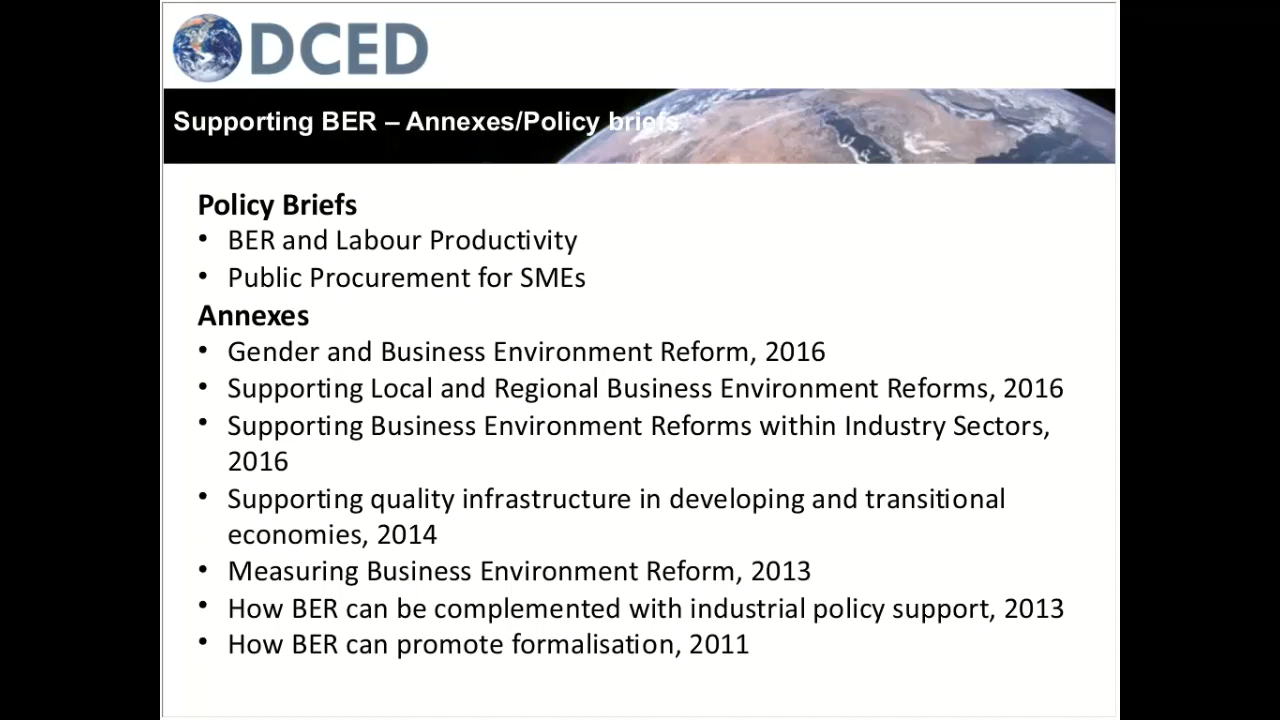 DCED
Supporting BER – Annexes/Policy briefs
Policy Briefs
• BER and Labour Productivity
• Public Procurement for SMEs
Annexes
• Gender and Business Environment Reform, 2016
• Supporting Local and Regional Business Environment Reforms, 2016
• Supporting Business Environment Reforms within Industry Sectors,
2016
• Supporting quality infrastructure in developing and transitional
economies, 2014
• Measuring Business Environment Reform, 2013
• How BER can be complemented with industrial policy support, 2013
• How BER can promote formalisation, 2011